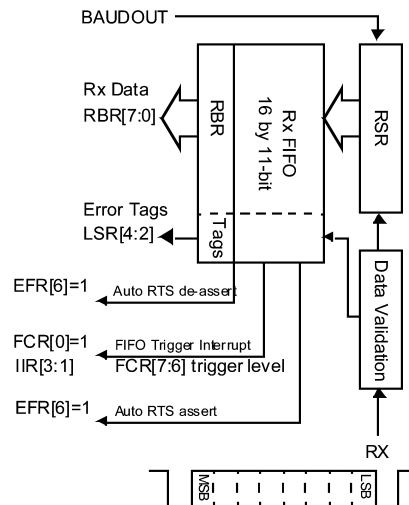 BAUDOUT
Rx Data
RBR[7:0]
RBR
Rx FIFO
16 by 11-bit
RSR
Error Tags
LSR[4:2]
Tags
Data Validation
EFR[6]=1
Auto RTS de-assert
FCR[0]=1
FIFO Trigger Interrupt
IIR[3:1]
FCR[7:6] trigger level
EFR[6]=1
Auto RTS assert
RX
MSB
LSB